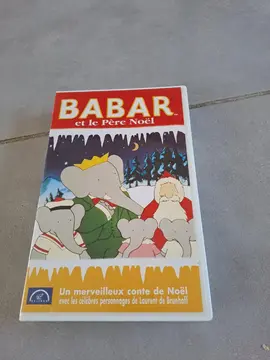 BABAR
et le Père Noël
Un merveilleux conte de Noël
avec les célèbres personnages de Laurent de Brunhoff